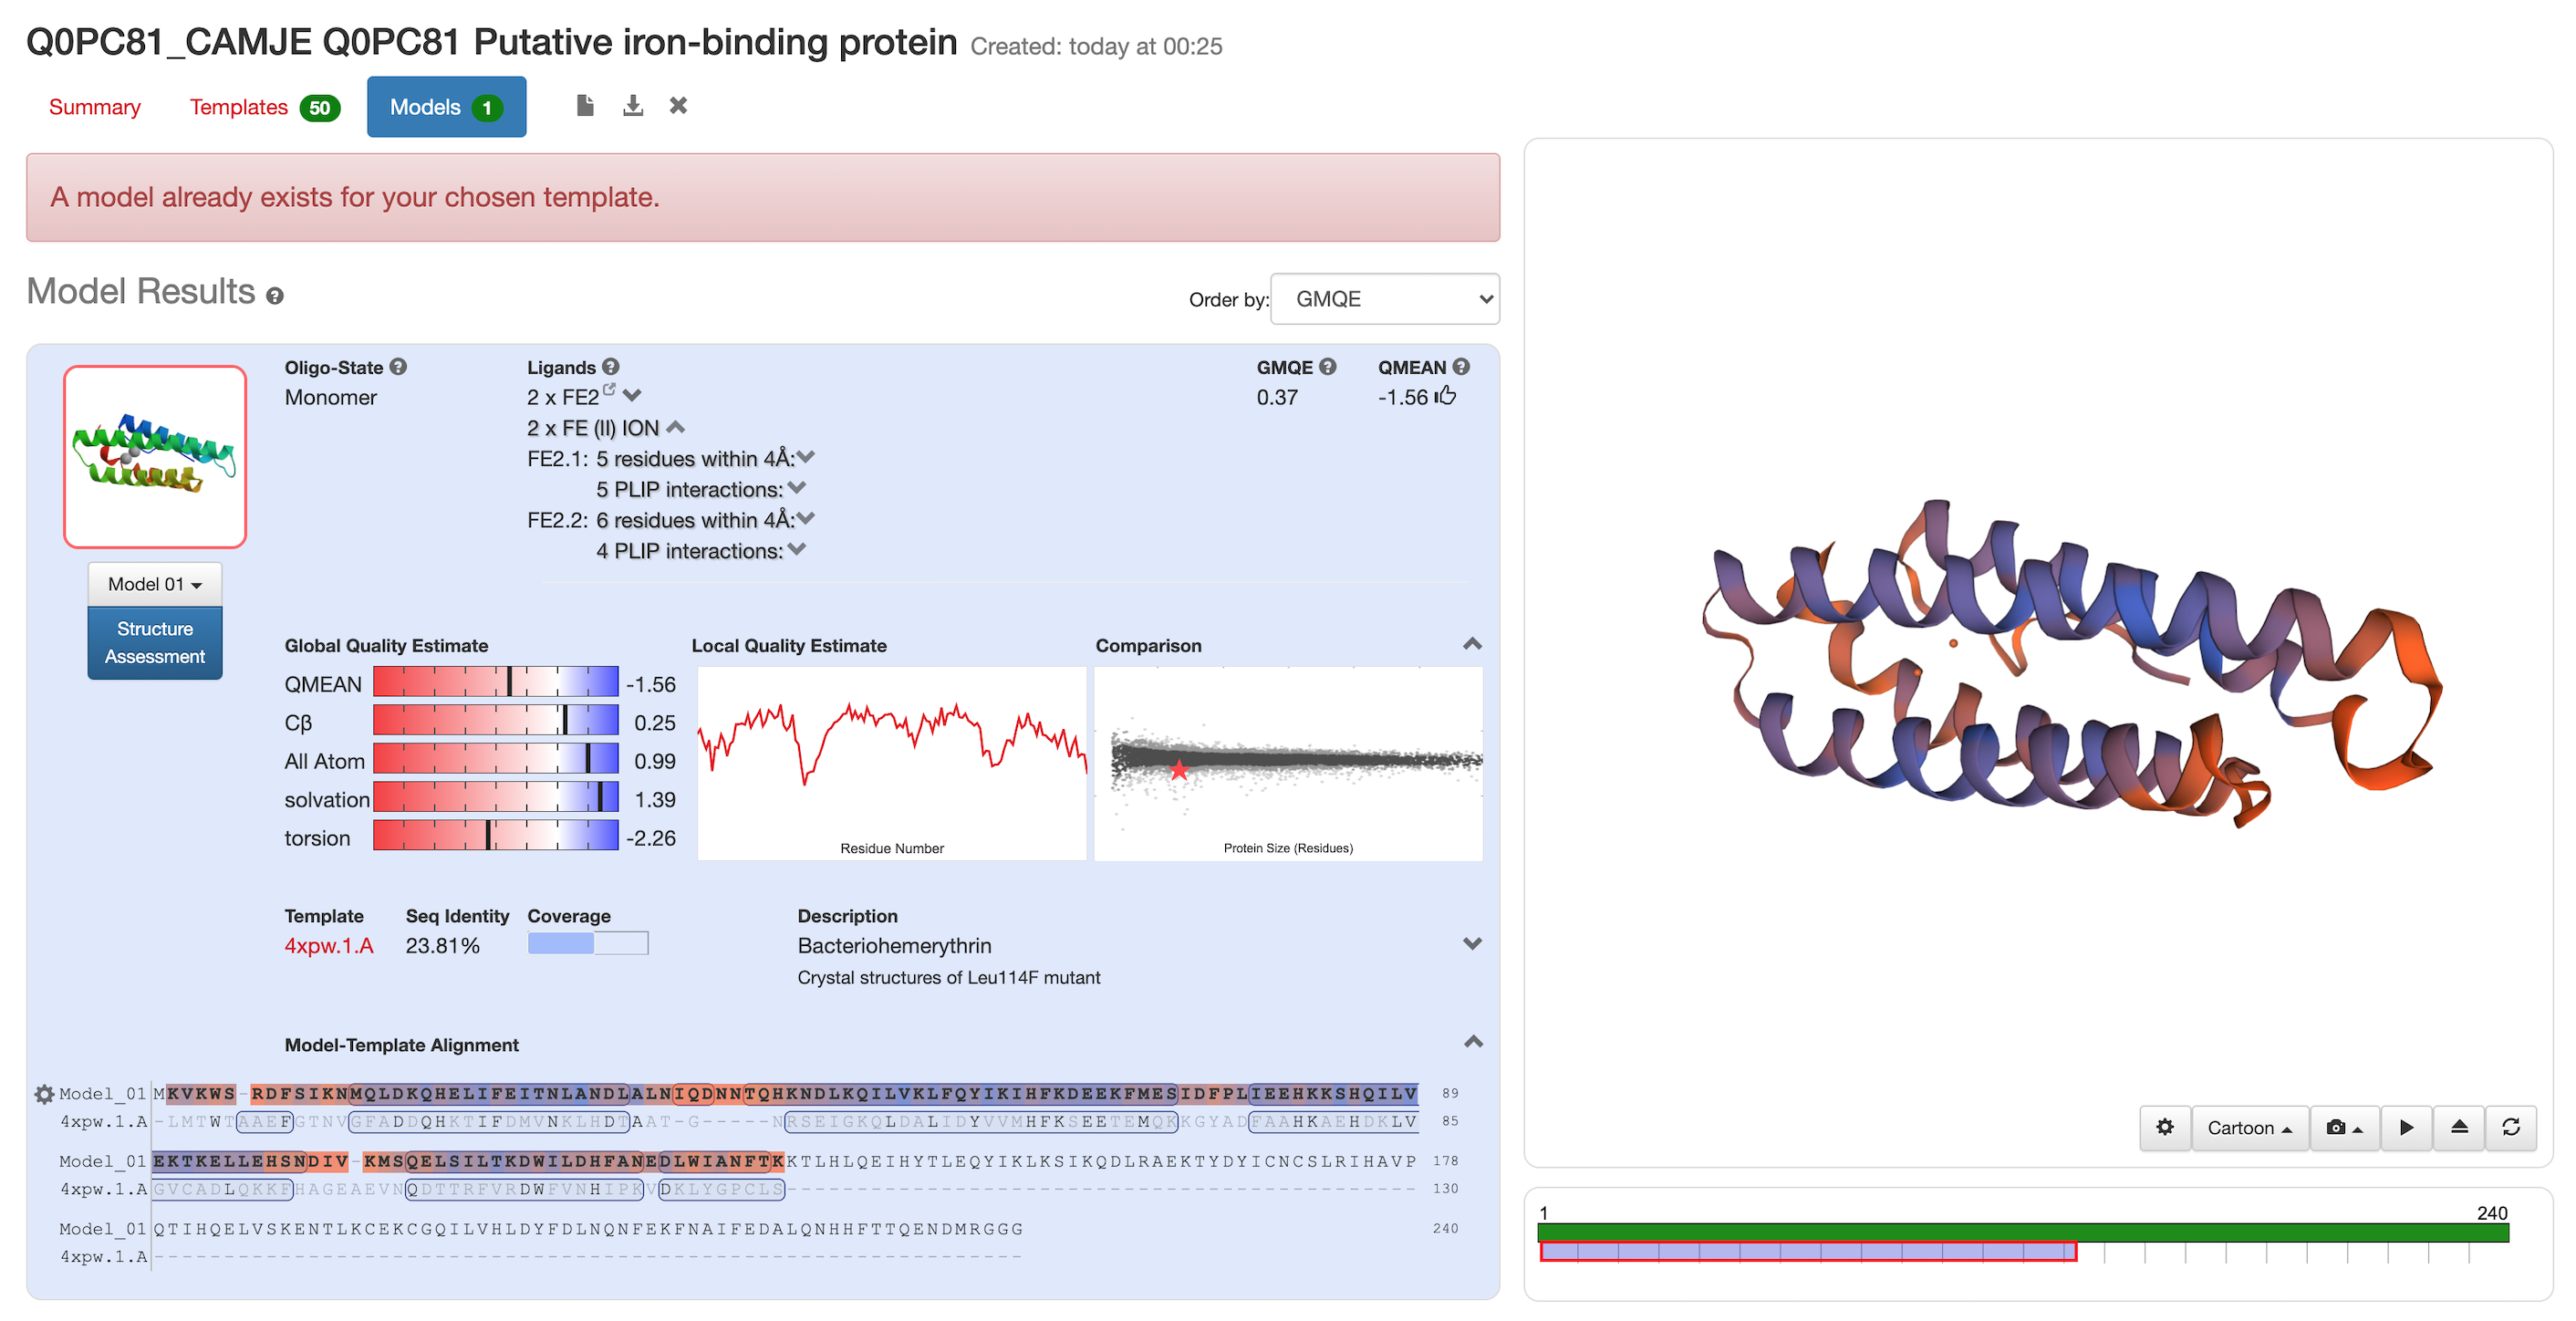 Q0PC81_CAMJE Q0PC81 Putative iron-binding protein Created: today at 00:25
Summary Templates 50 Models 1
A model already exists for your chosen template.
Model Results
Order by: GMQE
Oligo-State Ligands GMQE QMEAN
Monomer 2 x FE2 0.37 -1.56
2 x FE (II) ION
FE2.1: 5 residues within 4Å:
5 PLIP interactions:
FE2.2: 6 residues within 4Å:
4 PLIP interactions:
Model 01
Structure
Assessment
Global Quality Estimate Local Quality Estimate Comparison
QMEAN -1.56
Cβ 0.25
All Atom 0.99
solvation 1.39
torsion -2.26
Residue Number Protein Size (Residues)
Template Seq Identity Coverage Description
4xpw.1.A 23.81% Bacteriohemerythrin
Crystal structures of Leu114F mutant
Model-Template Alignment
Model_01 MKVKWS-RDFSIKNMQLDKQHELIFEITNLANDLALNIQDNNTQHKNDLKQILVKLFQYIKIHFKDEEKFMESIDFPLIEEHKKSHQILV 89
4xpw.1.A -LMTWTAAEFGTNVGFADDQHKTIFDMVNKLHDTAAT-G-----NRSEIGKQLDALIDYVVMHFKSEETEMQKKGYADFAAHKAEHDKLV 85
Model_01 EKTKELLEHSNDIV-KMSQELSILTKDWILDHFANEDLWIANFTKKTLHLQEIHYTLEQYIKLKSIKQDLRAEKTYDYICNCSLRIHAVP 178
4xpw.1.A GVCADLQKKFHAGEAEVNQDTTRFVRDWFVNHIPKVDKLYGPCLS--------------------------------------------- 130
Model_01 QTIHQELVSKENTLKCEKCGQILVHLDYFDLNQNFEKFNAIFEDALQNHHFTTQENDMRGGG 240
4xpw.1.A --------------------------------------------------------------
Cartoon
1 240